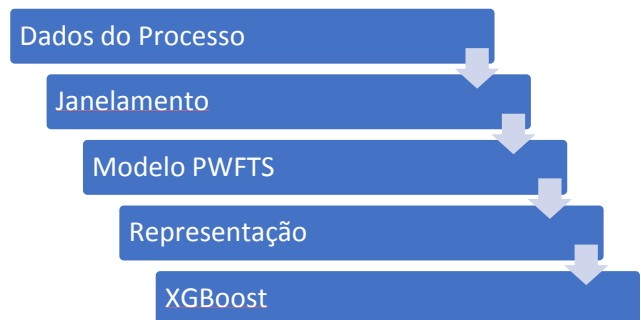 Dados do Processo
Janelamento
Modelo PWFTS
Representação
XGBoost